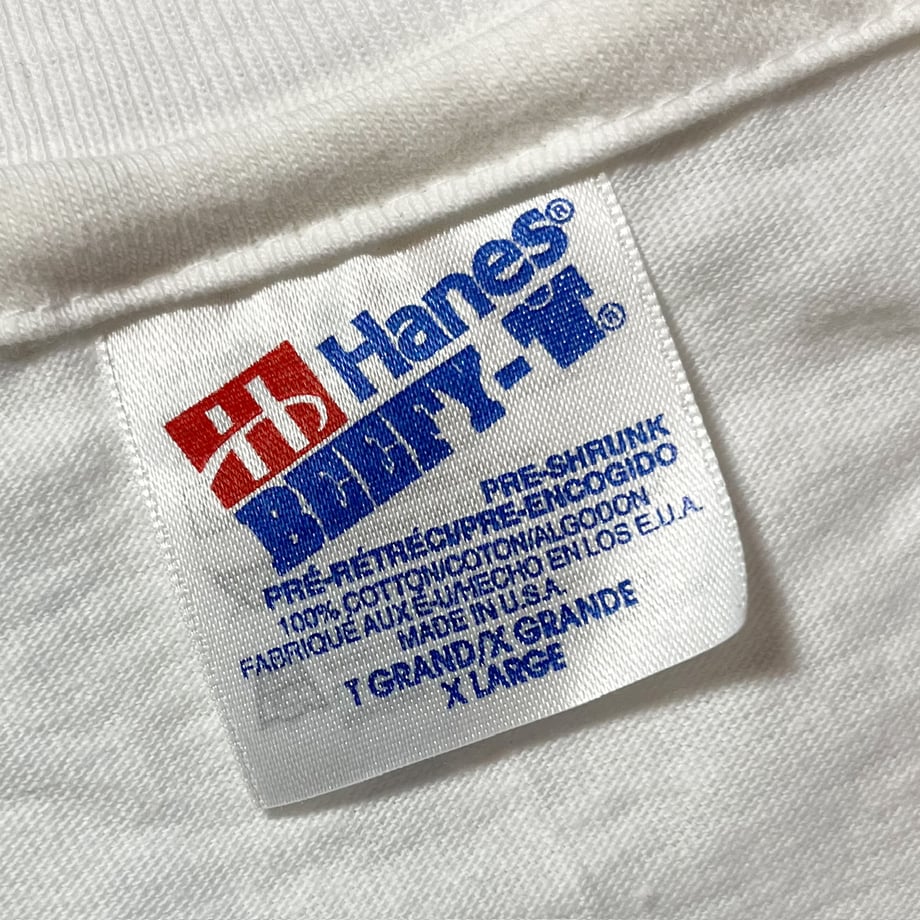 Hanes®
BEEFY-T®
PRE-SHRUNK
PRÉ-RÉTRÉCI/PRE-ENCOGIDO
100% COTTON/COTON/ALGODON
FABRIQUÉ AUX É-U/HECHO EN LOS E.U.A.
MADE IN U.S.A.
T GRAND/X GRANDE
X LARGE